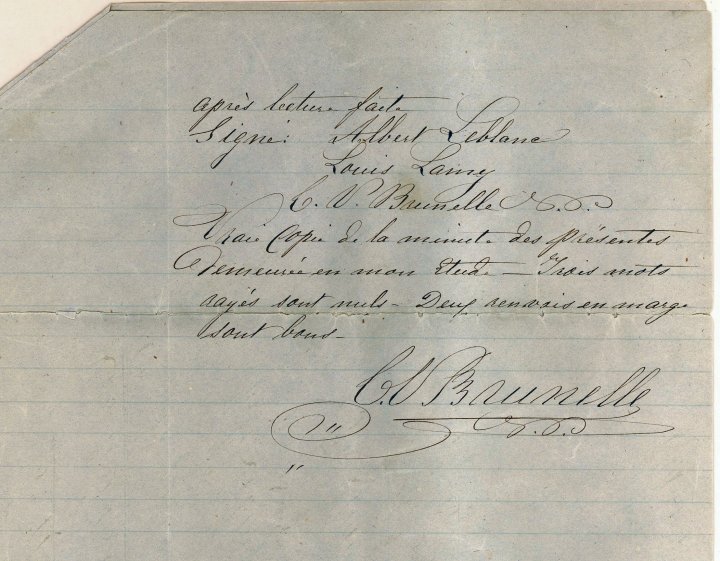 après lecture faite
Signé: Albert Leblanc
Louis Lamy
C. V. Brunelle N. P.
Vraie Copie de la minute des présentes
Demeurée en mon Etude — Trois mots
rayés sont nuls - Deux renvois en marge
sont bons -
C. V. Brunelle
N. P.